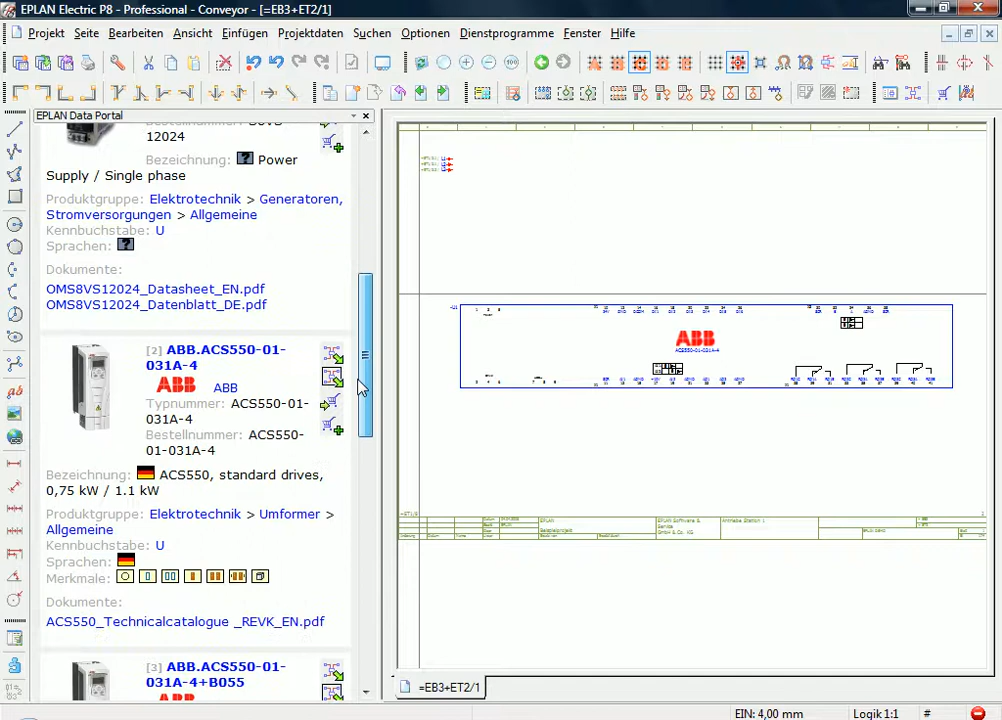 EPLAN Electric P8 - Professional - Conveyor - [=EB3+ET2/1]
Projekt Seite Bearbeiten Ansicht Einfügen Projektdaten Suchen Optionen Dienstprogramme Fenster Hilfe
EPLAN Data Portal
12024
Bezeichnung: Power
Supply / Single phase
Produktgruppe: Elektrotechnik > Generatoren,
Stromversorgungen > Allgemeine
Kennbuchstabe: U
Sprachen:
Dokumente:
OMS8VS12024_Datasheet_EN.pdf
OMS8VS12024_Datenblatt_DE.pdf
[2] ABB.ACS550-01-
031A-4
ABB ABB
Typnummer: ACS550-01-
031A-4
Bestellnummer: ACS550-
01-031A-4
Bezeichnung: ACS550, standard drives,
0,75 kW / 1.1 kW
Produktgruppe: Elektrotechnik > Umformer >
Allgemeine
Kennbuchstabe: U
Sprachen:
Merkmale:
Dokumente:
ACS550_Technicalcatalogue _REVK_EN.pdf
[3] ABB.ACS550-01-
031A-4+B055
ABB
ACS550-01-031A-4
=EB3+ET2/1
EIN: 4,00 mm Logik 1:1 #